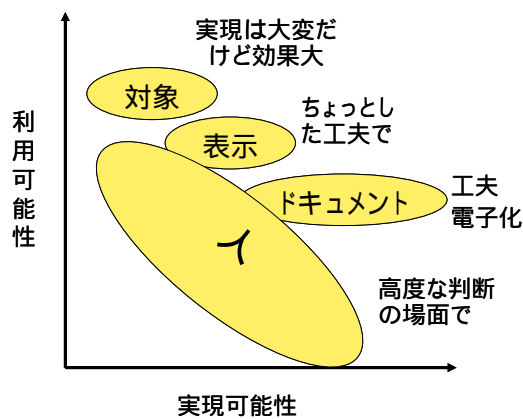 実現は大変だ
けど効果大
対象
ちょっとし
た工夫で
表示
利用可能性
ドキュメント
工夫
電子化
人
高度な判断
の場面で
実現可能性